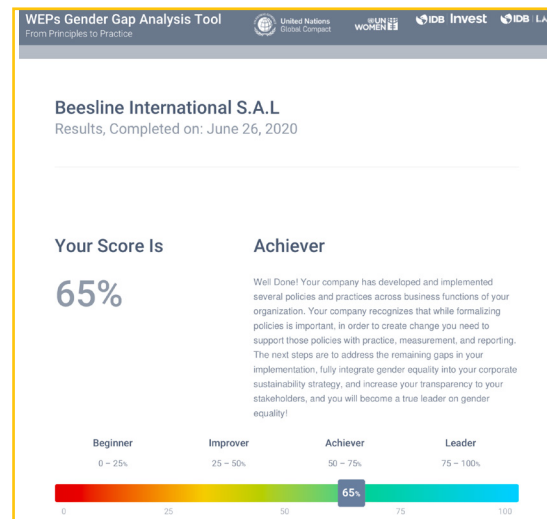 WEPs Gender Gap Analysis Tool
From Principles to Practice
United Nations
Global Compact
UN
WOMEN
IDB Invest
IDB LA
Beesline International S.A.L
Results, Completed on: June 26, 2020
Your Score Is
65%
Achiever
Well Done! Your company has developed and implemented
several policies and practices across business functions of your
organization. Your company recognizes that while formalizing
policies is important, in order to create change you need to
support those policies with practice, measurement, and reporting.
The next steps are to address the remaining gaps in your
implementation, fully integrate gender equality into your corporate
sustainability strategy, and increase your transparency to your
stakeholders, and you will become a true leader on gender
equality!
Beginner Improver Achiever Leader
0 – 25% 25 – 50% 50 – 75% 75 – 100%
65%
0 25 50 75 100